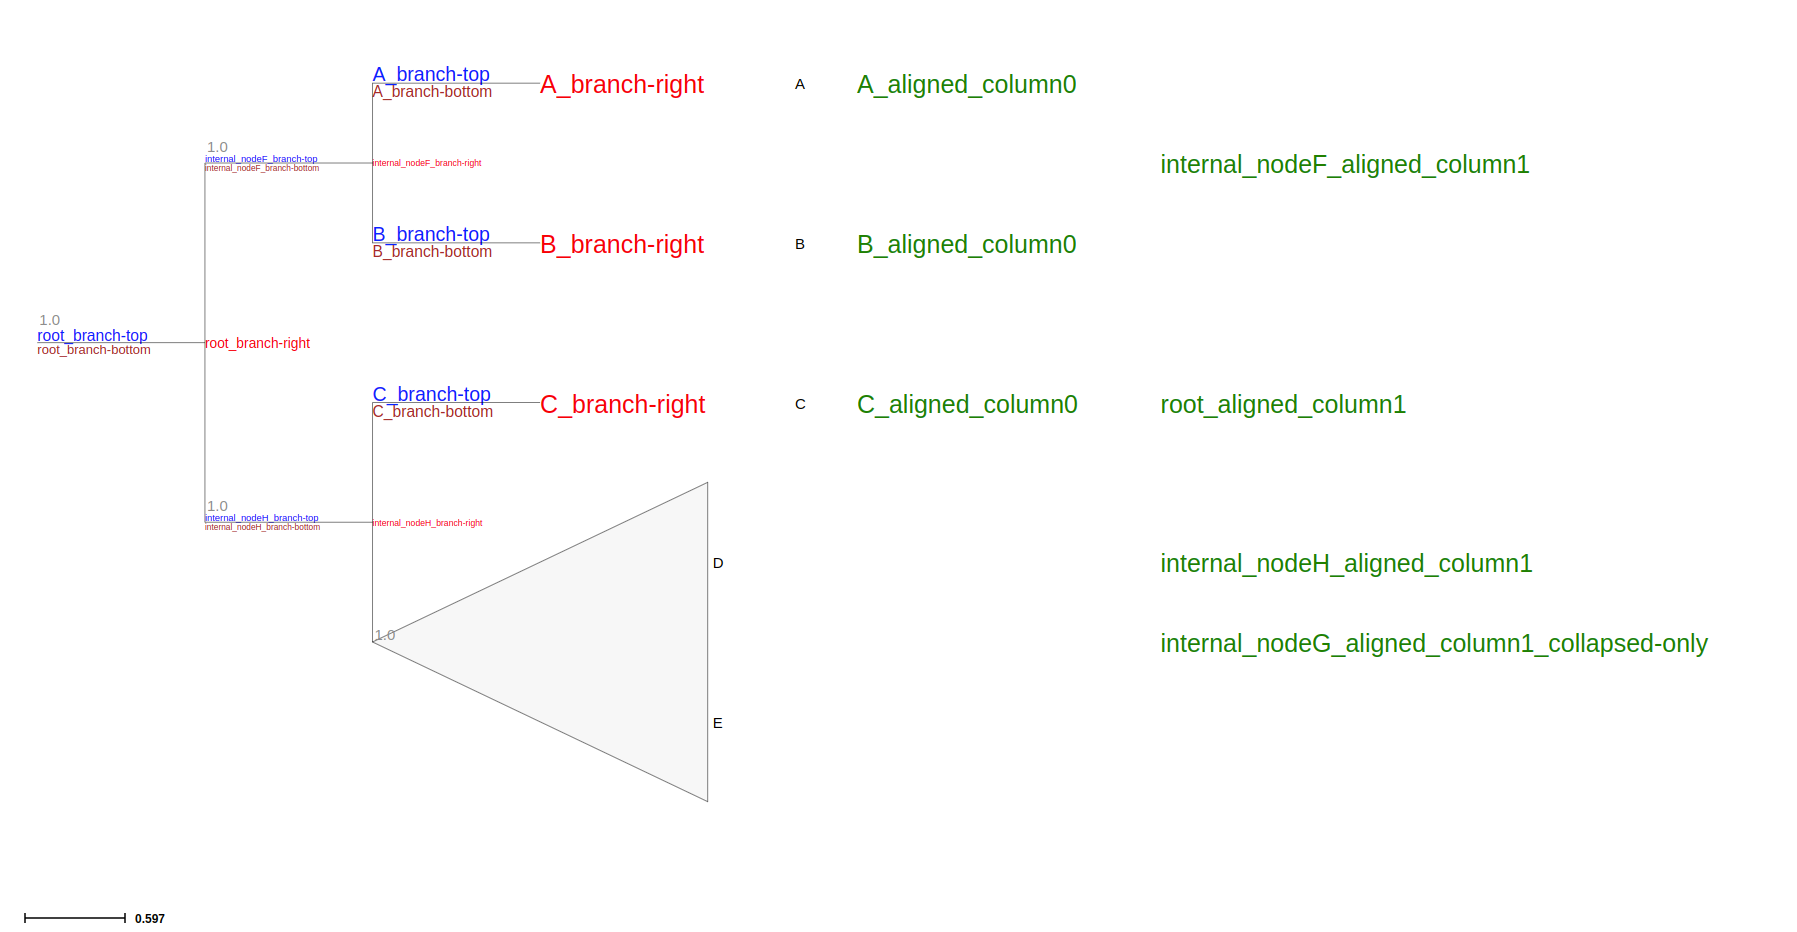 A_branch-top
A_branch-bottom
A_branch-right
A
A_aligned_column0
1.0
internal_nodeF_branch-top
internal_nodeF_branch-bottom
internal_nodeF_branch-right
internal_nodeF_aligned_column1
B_branch-top
B_branch-bottom
B_branch-right
B
B_aligned_column0
1.0
root_branch-top
root_branch-bottom
root_branch-right
C_branch-top
C_branch-bottom
C_branch-right
C
C_aligned_column0
root_aligned_column1
1.0
internal_nodeH_branch-top
internal_nodeH_branch-bottom
internal_nodeH_branch-right
D
internal_nodeH_aligned_column1
1.0
internal_nodeG_aligned_column1_collapsed-only
E
0.597